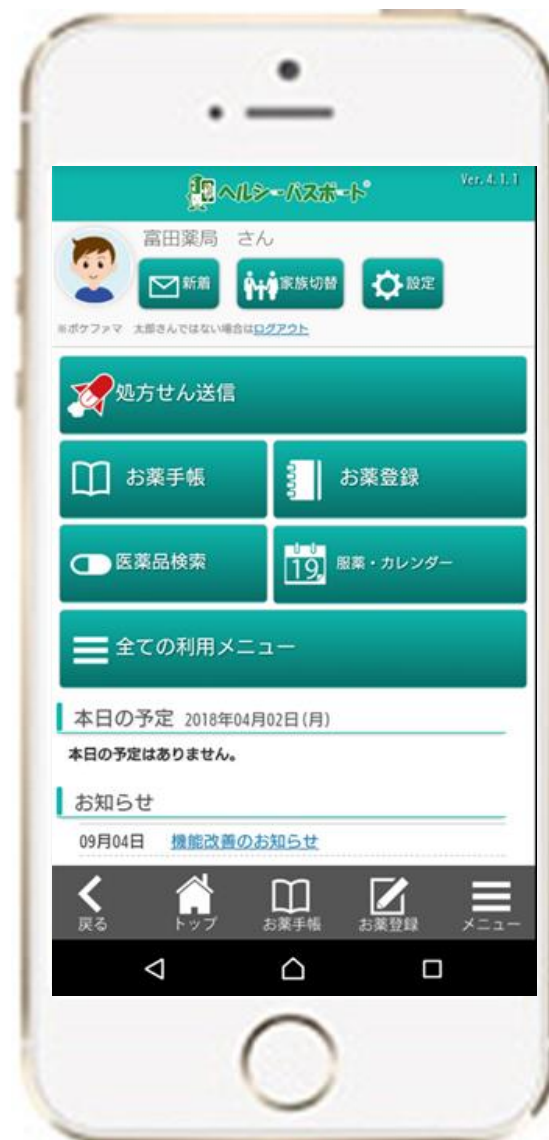 ヘルシーパスポート®
Ver. 4.1.1
富田薬局 さん
新着
家族切替
設定
※ポケファマ 太郎さんではない場合はログアウト
処方せん送信
お薬手帳
お薬登録
医薬品検索
19
服薬・カレンダー
全ての利用メニュー
本日の予定 2018年04月02日(月)
本日の予定はありません。
お知らせ
09月04日 機能改善のお知らせ
戻る
トップ
お薬手帳
お薬登録
メニュー